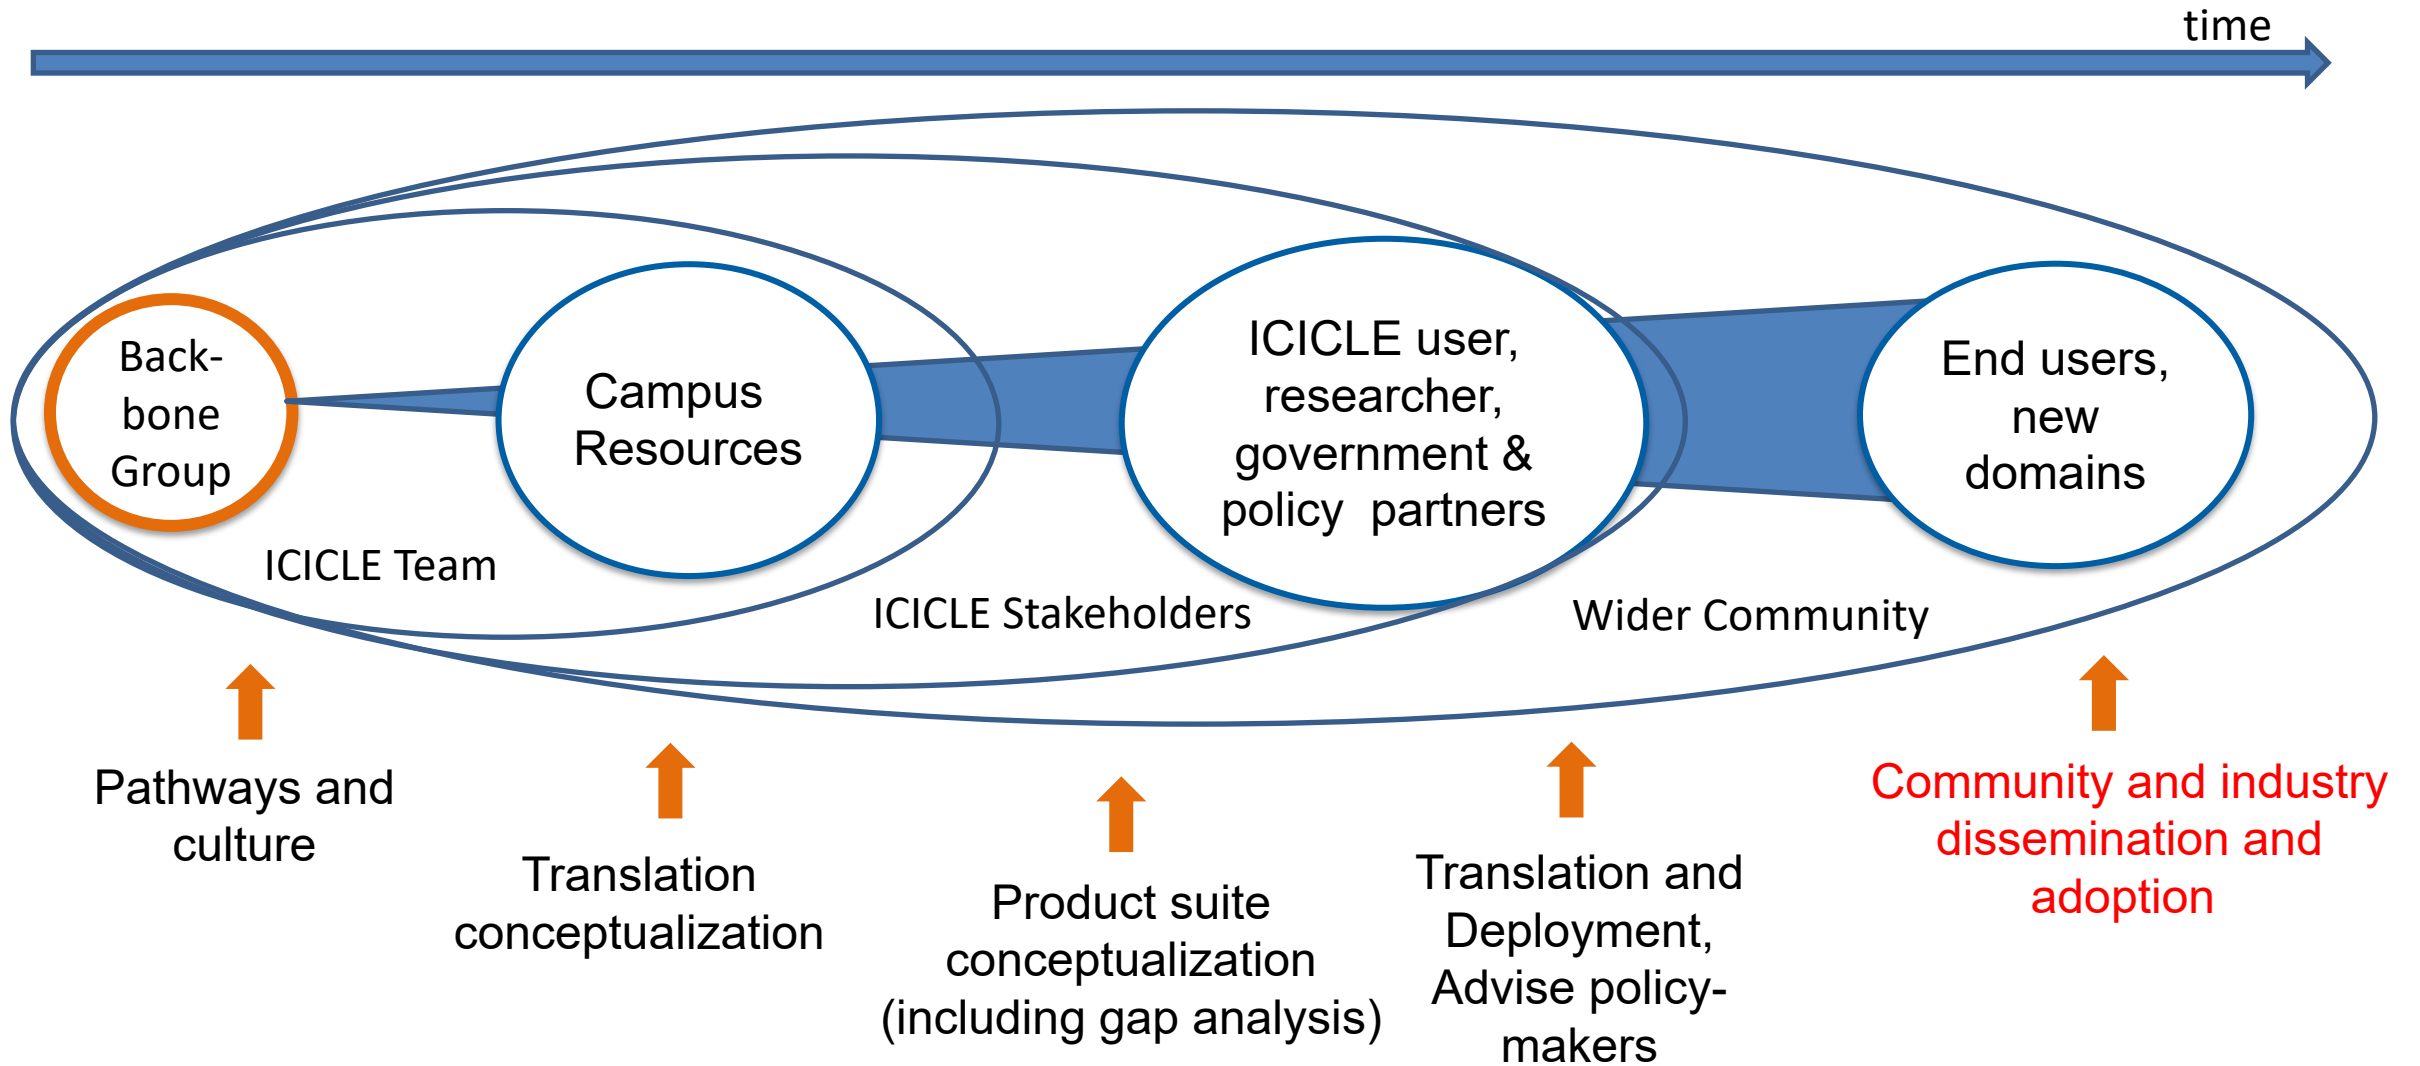 time
Back-
bone
Group
Campus
Resources
ICICLE user,
researcher,
government &
policy partners
End users,
new
domains
ICICLE Team
ICICLE Stakeholders
Wider Community
Pathways and
culture
Translation
conceptualization
Product suite
conceptualization
(including gap analysis)
Translation and
Deployment,
Advise policy-
makers
Community and industry
dissemination and
adoption